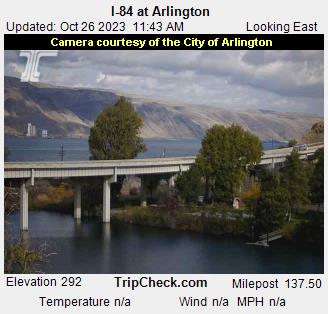 I-84 at Arlington
Updated: Oct 26 2023 11:43 AM Looking East
Camera courtesy of the City of Arlington
Elevation 292 TripCheck.com Milepost 137.50
Temperature n/a Wind n/a MPH n/a